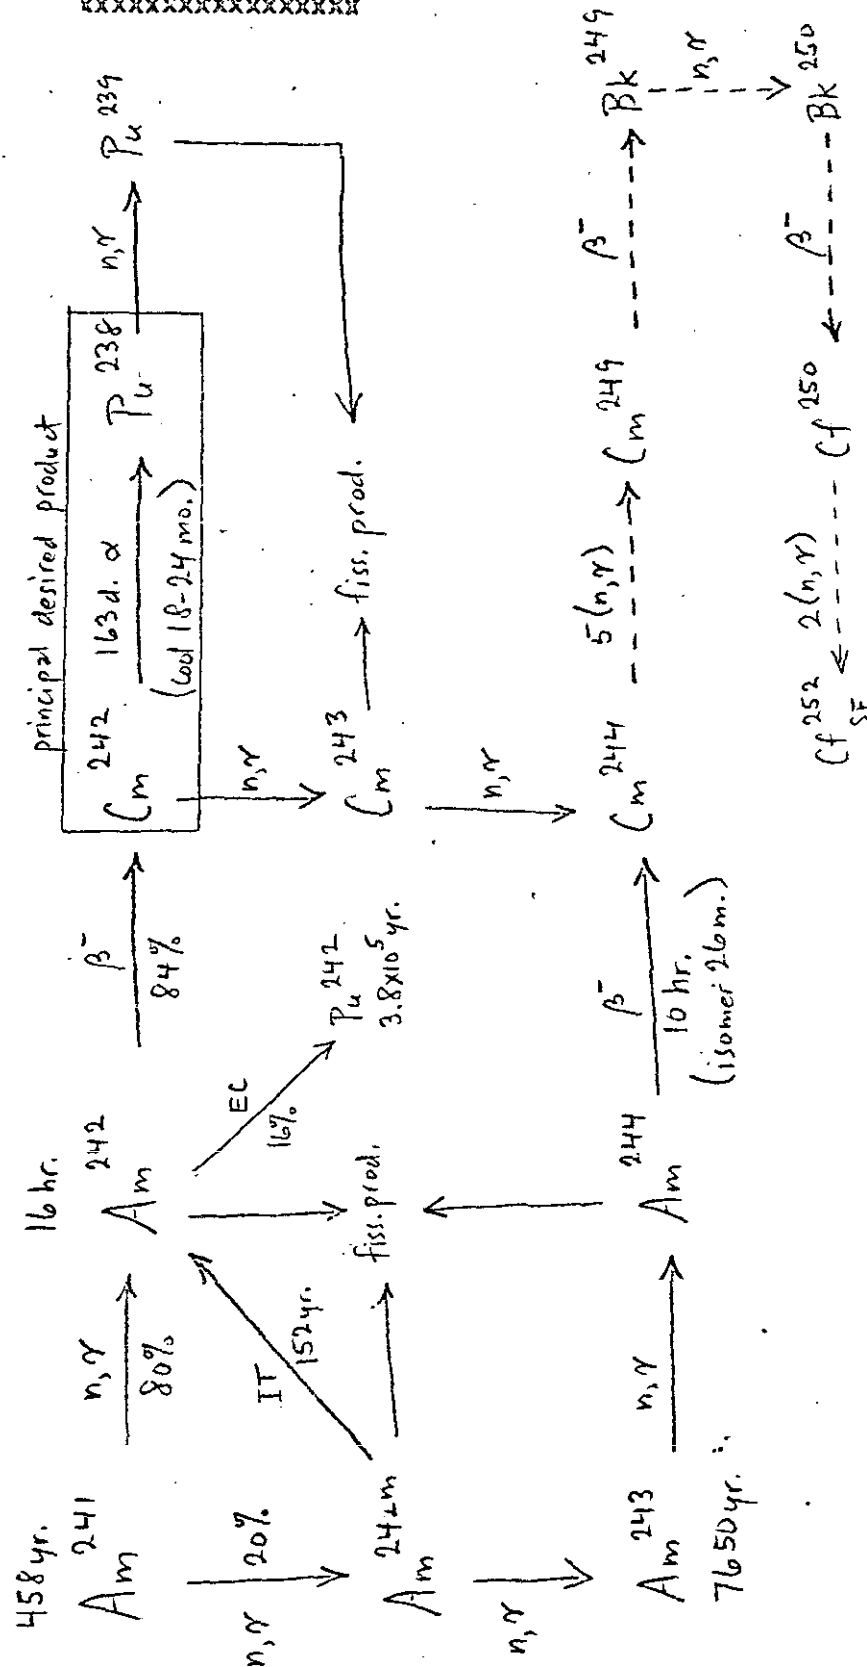 xxxxxxxxxxxxxxxxx
principal desired product
458 yr.
Am 241
n,γ
80%
16 hr.
Am 242
β⁻
84%
Cm 242
163 d. α
(cool 18-24 mo.)
Pu 238
n,γ
Pu 239
n,γ
20%
IT
152 yr.
EC
16%
Pu 242
3.8x10⁵ yr.
n,γ
Am 242m
fiss. prod.
Cm 243
fiss. prod.
n,γ
n,γ
Am 243
7650 yr.
n,γ
Am 244
β⁻
10 hr.
(isomer 26m.)
Cm 244
5(n,γ)
Cm 249
β⁻
Bk 249
n,γ
Cf 252
SF
2(n,γ)
Cf 250
β⁻
Bk 250